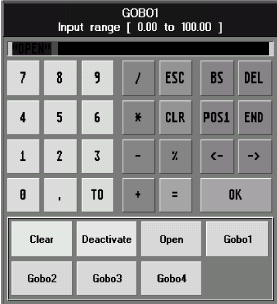 GOBO1
Input range [ 0.00 to 100.00 ]
"OPEN"
7 8 9 / ESC BS DEL
4 5 6 * CLR POS1 END
1 2 3 - % <- ->
0 , TO + = OK
Clear Deactivate Open Gobo1
Gobo2 Gobo3 Gobo4